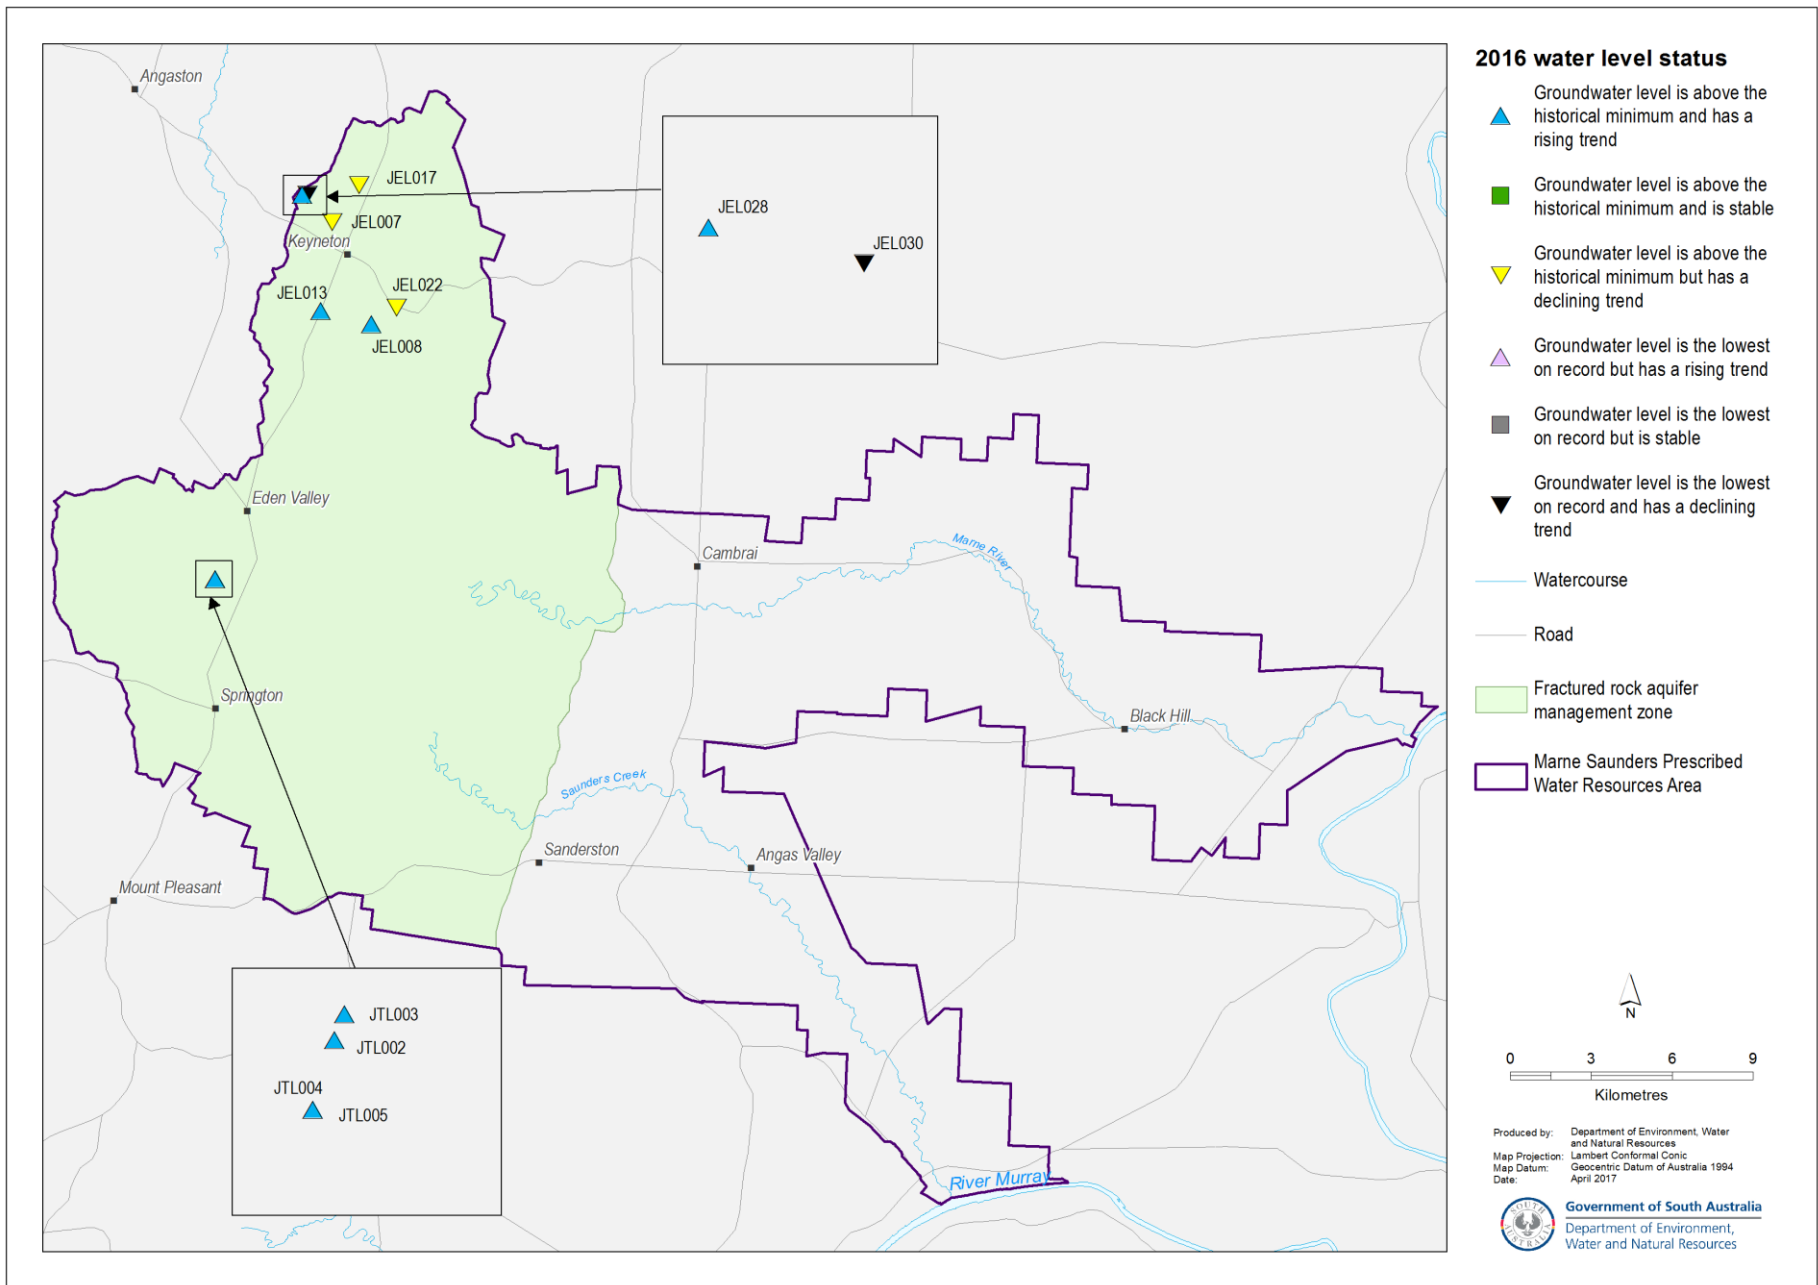 Angaston
JEL017
JEL007
Keyneton
JEL022
JEL013
JEL008
JEL028
JEL030
Eden Valley
Cambrai
Marne River
Springton
Black Hill
Saunders Creek
Sanderston
Angas Valley
Mount Pleasant
JTL003
JTL002
JTL004
JTL005
River Murray
2016 water level status
Groundwater level is above the
historical minimum and has a
rising trend
Groundwater level is above the
historical minimum and is stable
Groundwater level is above the
historical minimum but has a
declining trend
Groundwater level is the lowest
on record but has a rising trend
Groundwater level is the lowest
on record but is stable
Groundwater level is the lowest
on record and has a declining
trend
Watercourse
Road
Fractured rock aquifer
management zone
Marne Saunders Prescribed
Water Resources Area
N
0 3 6 9
Kilometres
Produced by: Department of Environment, Water
and Natural Resources
Map Projection: Lambert Conformal Conic
Map Datum: Geocentric Datum of Australia 1994
Date: April 2017
SOUTH AUSTRALIA
Government of South Australia
Department of Environment,
Water and Natural Resources